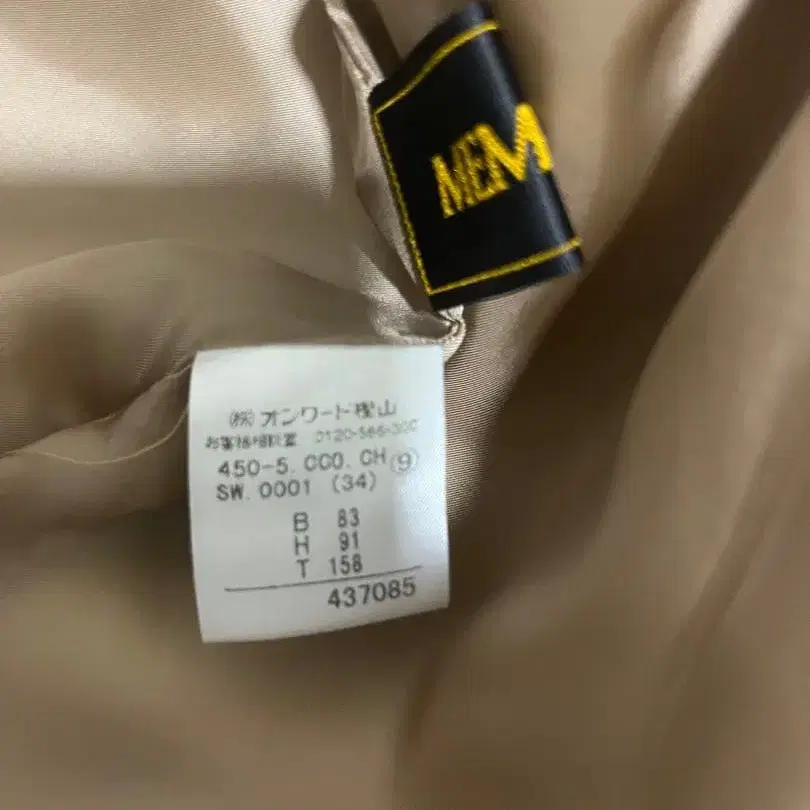 MEM
㈱オンワード樫山
お客様相談室 0120-586-300
450-5. CCO. CH ⑨
SW. 0001 (34)
B 83
H 91
T 158
437085